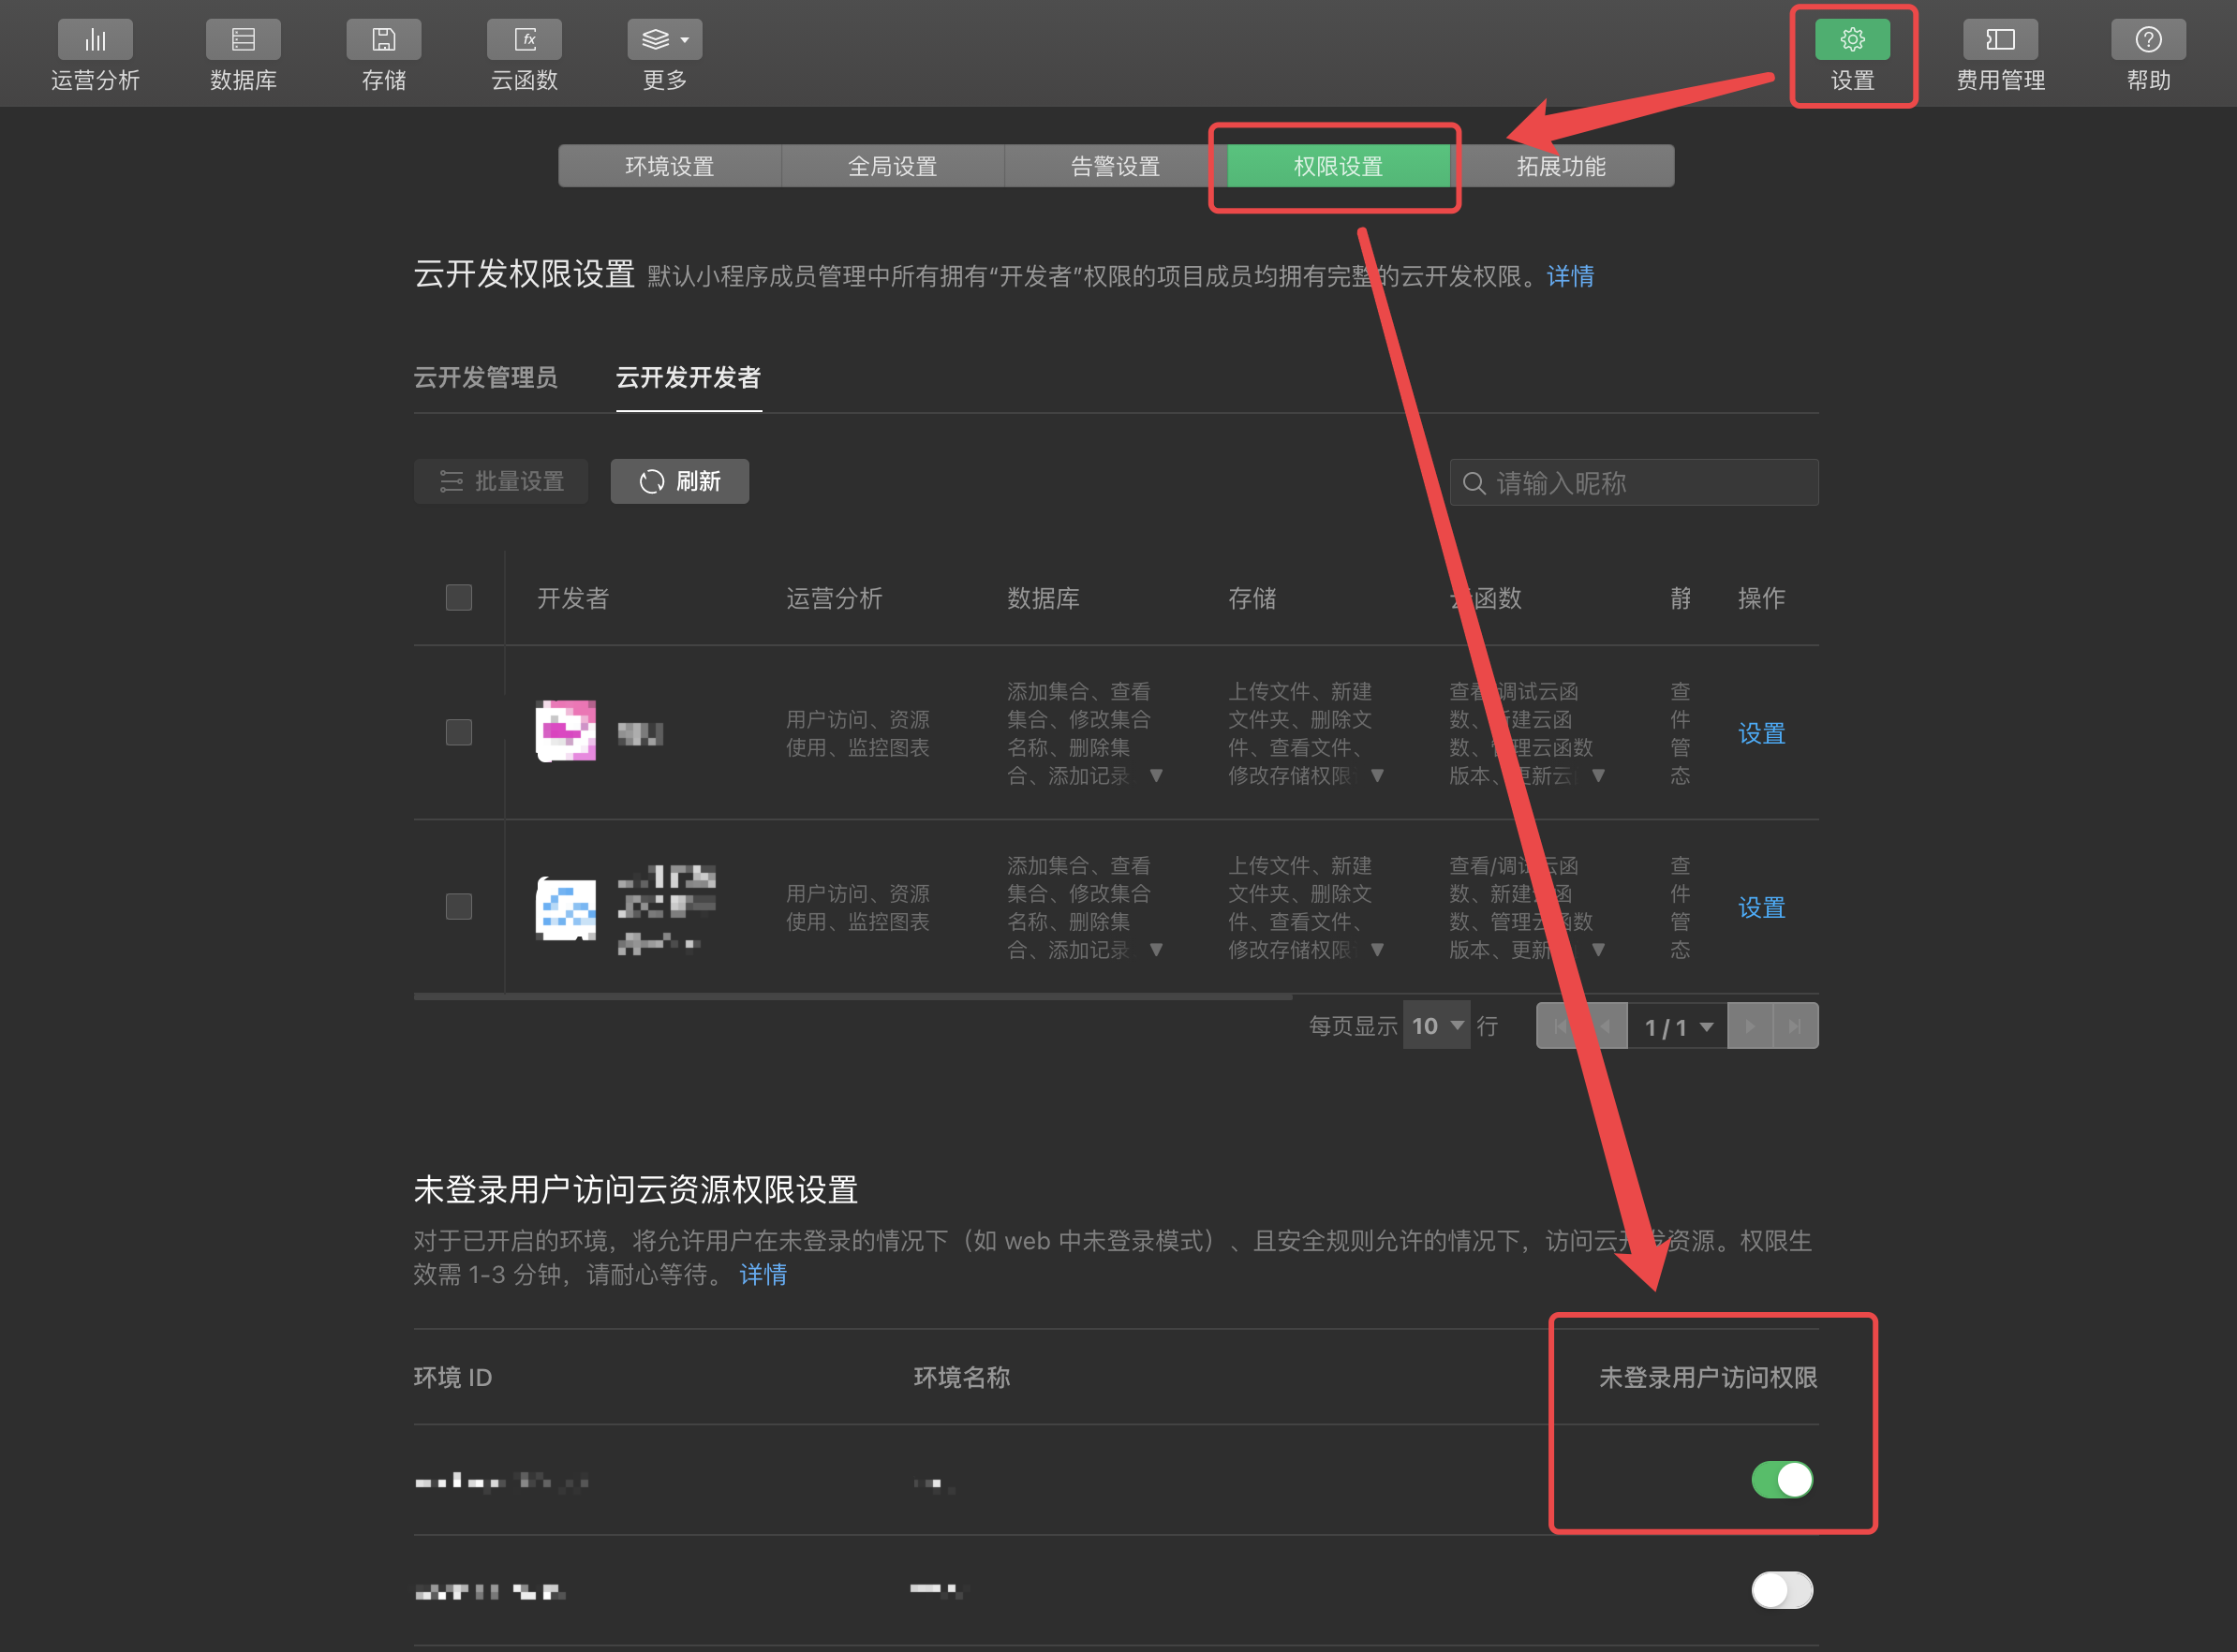 运营分析
数据库
存储
云函数
更多
设置
费用管理
帮助
环境设置
全局设置
告警设置
权限设置
拓展功能
云开发权限设置 默认小程序成员管理中所有拥有“开发者”权限的项目成员均拥有完整的云开发权限。详情
云开发管理员
云开发开发者
批量设置
刷新
请输入昵称
开发者
运营分析
数据库
存储
云函数
静
操作
用户访问、资源
使用、监控图表
添加集合、查看
集合、修改集合
名称、删除集
合、添加记录
上传文件、新建
文件夹、删除文
件、查看文件、
修改存储权限
查看/调试云函
数、新建云函
数、管理云函数
版本、更新云
查
件
管
态
设置
用户访问、资源
使用、监控图表
添加集合、查看
集合、修改集合
名称、删除集
合、添加记录
上传文件、新建
文件夹、删除文
件、查看文件、
修改存储权限
查看/调试云函
数、新建云函
数、管理云函数
版本、更新
查
件
管
态
设置
每页显示 10 行
1 / 1
未登录用户访问云资源权限设置
对于已开启的环境，将允许用户在未登录的情况下（如 web 中未登录模式）、且安全规则允许的情况下，访问云开发资源。权限生
效需 1-3 分钟，请耐心等待。 详情
环境 ID
环境名称
未登录用户访问权限